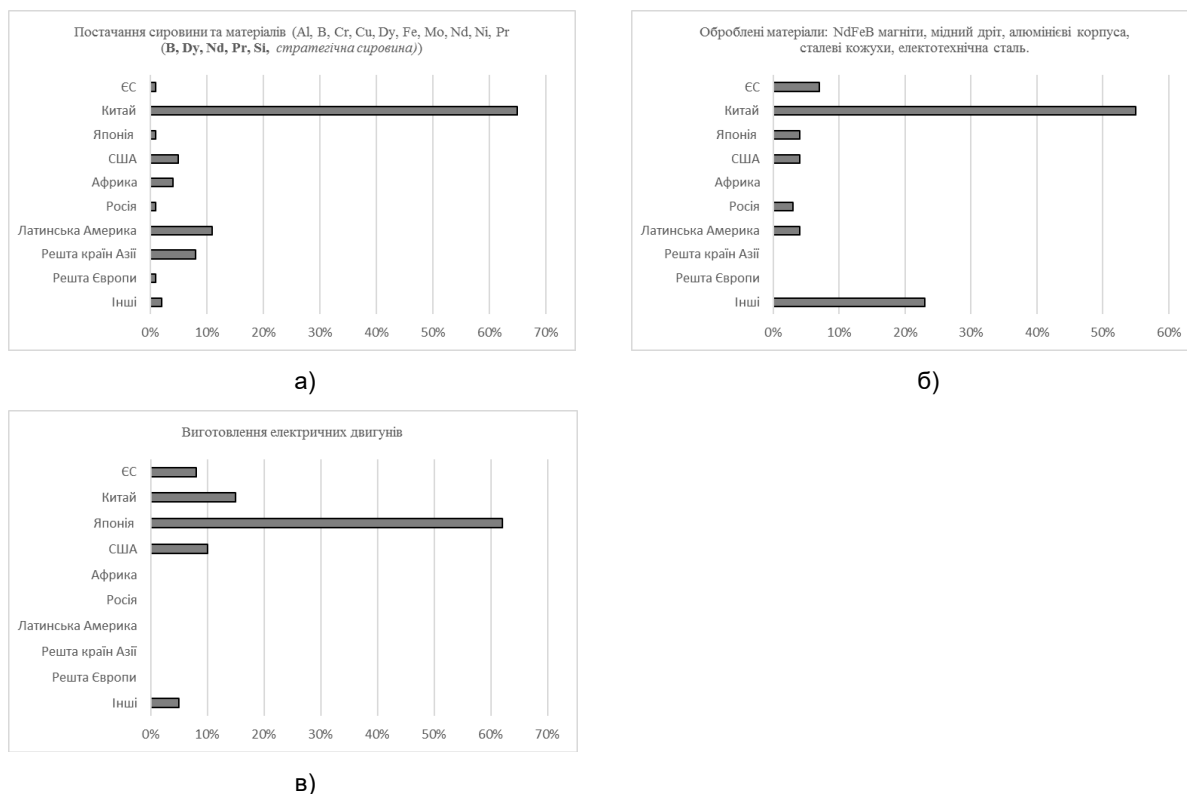 Постачання сировини та матеріалів (Al, B, Cr, Cu, Dy, Fe, Mo, Nd, Ni, Pr
(B, Dy, Nd, Pr, Si, стратегічна сировина))
ЄС
Китай
Японія
США
Африка
Росія
Латинська Америка
Решта країн Азії
Решта Європи
Інші
0% 10% 20% 30% 40% 50% 60% 70%
а)
Оброблені матеріали: NdFeB магніти, мідний дріт, алюмінієві корпуса,
сталеві кожухи, електотехнічна сталь.
ЄС
Китай
Японія
США
Африка
Росія
Латинська Америка
Решта країн Азії
Решта Європи
Інші
0% 10% 20% 30% 40% 50% 60%
б)
Виготовлення електричних двигунів
ЄС
Китай
Японія
США
Африка
Росія
Латинська Америка
Решта країн Азії
Решта Європи
Інші
0% 10% 20% 30% 40% 50% 60% 70%
в)